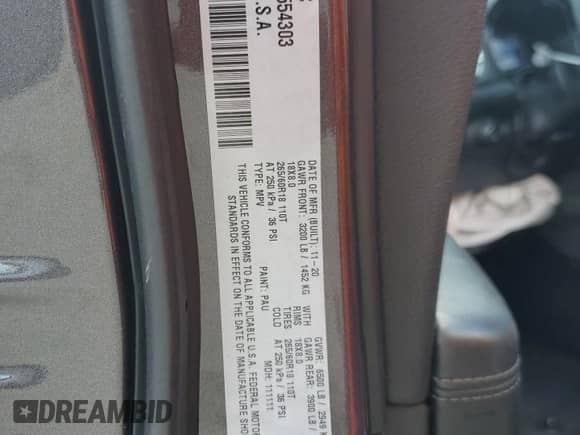 554303
.S.A.
DATE OF MFR (BUILT): 11-20
GVWR: 6500 LB / 2949 K
GAWR FRONT: 3200 LB / 1452 KG
WITH
GAWR REAR: 3900 LB /
18X8.0
RIMS
18X8.0
265/60R18 110T
TIRES
265/60R18 110T
AT 250 kPa / 36 PSI
COLD
AT 250 kPa / 36 PSI
TYPE: MPV
PAINT: PAU
MDH: 111111
THIS VEHICLE CONFORMS TO ALL APPLICABLE U.S.A. FEDERAL MOTOR
STANDARDS IN EFFECT ON THE DATE OF MANUFACTURE SHO
DREAMBID